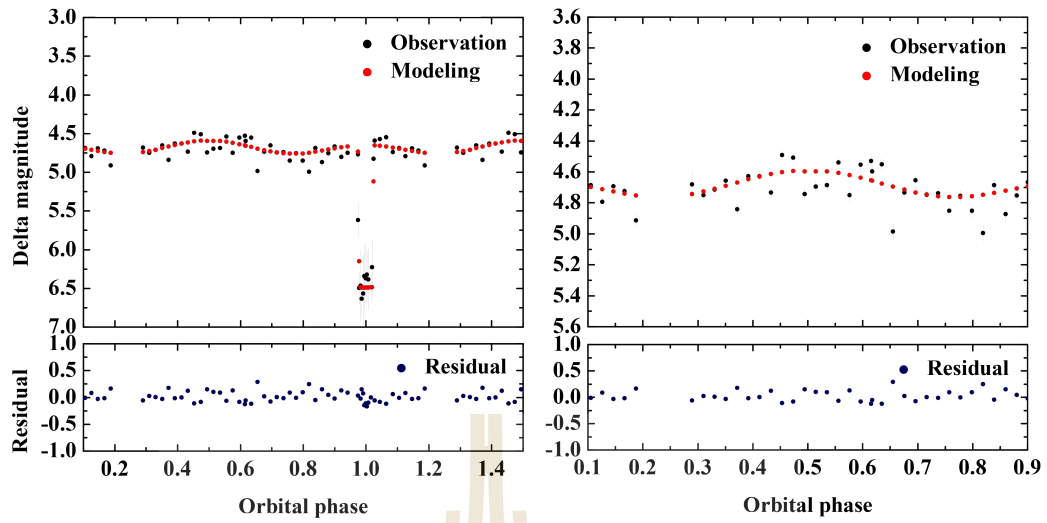 3.0
3.5
4.0
4.5
5.0
5.5
6.0
6.5
7.0
Delta magnitude
Observation
Modeling
1.0
0.5
0.0
-0.5
-1.0
Residual
Residual
0.2 0.4 0.6 0.8 1.0 1.2 1.4
Orbital phase
3.6
3.8
4.0
4.2
4.4
4.6
4.8
5.0
5.2
5.4
5.6
Observation
Modeling
1.0
0.5
0.0
-0.5
-1.0
Residual
0.1 0.2 0.3 0.4 0.5 0.6 0.7 0.8 0.9
Orbital phase